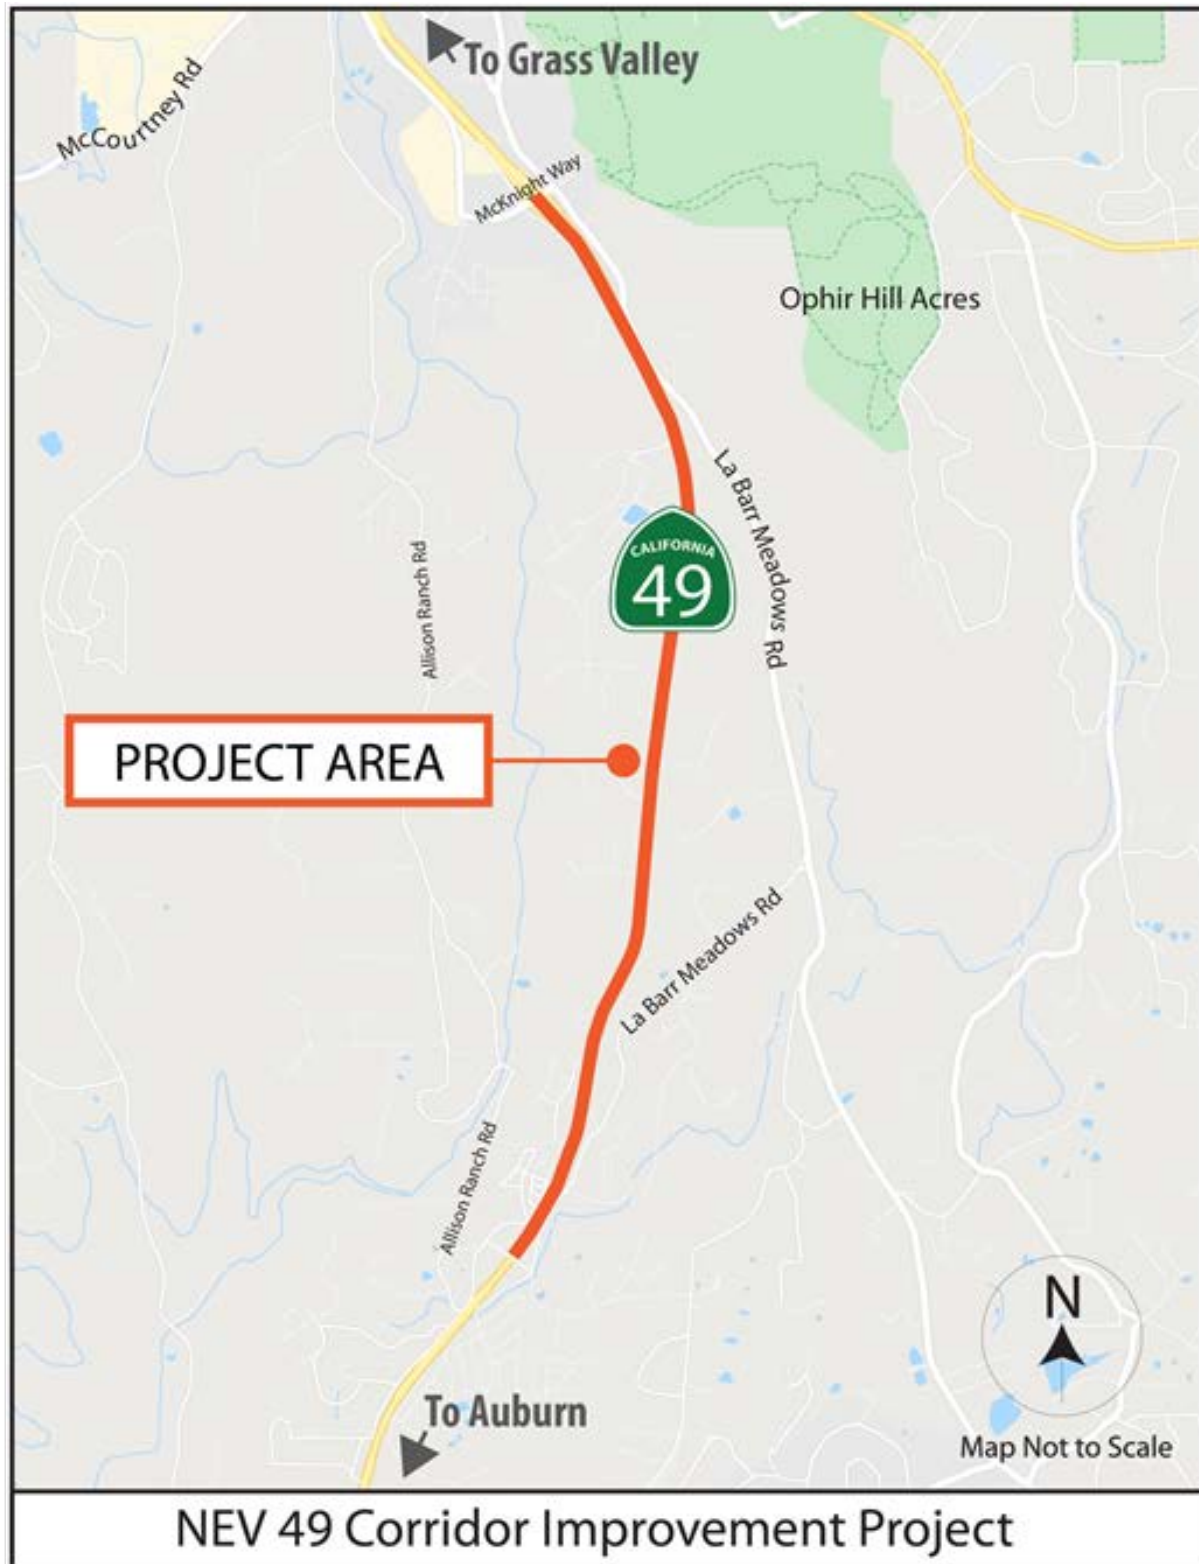 To Grass Valley
McCourtney Rd
McKnight Way
Ophir Hill Acres
La Barr Meadows Rd
CALIFORNIA
49
Allison Ranch Rd
PROJECT AREA
La Barr Meadows Rd
Allison Ranch Rd
N
To Auburn
Map Not to Scale
NEV 49 Corridor Improvement Project